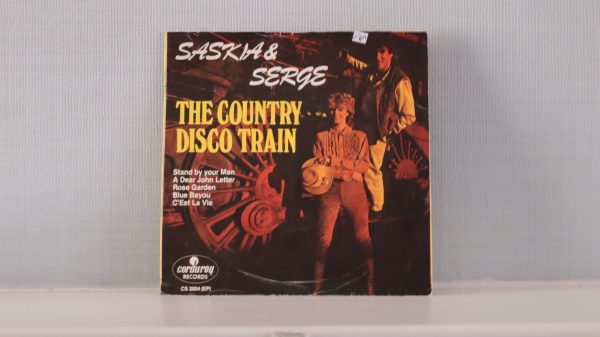 SASKIA &
SERGE
THE COUNTRY
DISCO TRAIN
Stand by your Man
A Dear John Letter
Rose Garden
Blue Bayou
C'Est La Vie
corduroy
RECORDS
CS 2004 (EP)